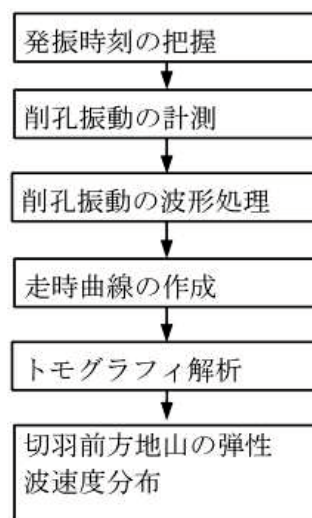 発振時刻の把握
削孔振動の計測
削孔振動の波形処理
走時曲線の作成
トモグラフィ解析
切羽前方地山の弾性
波速度分布